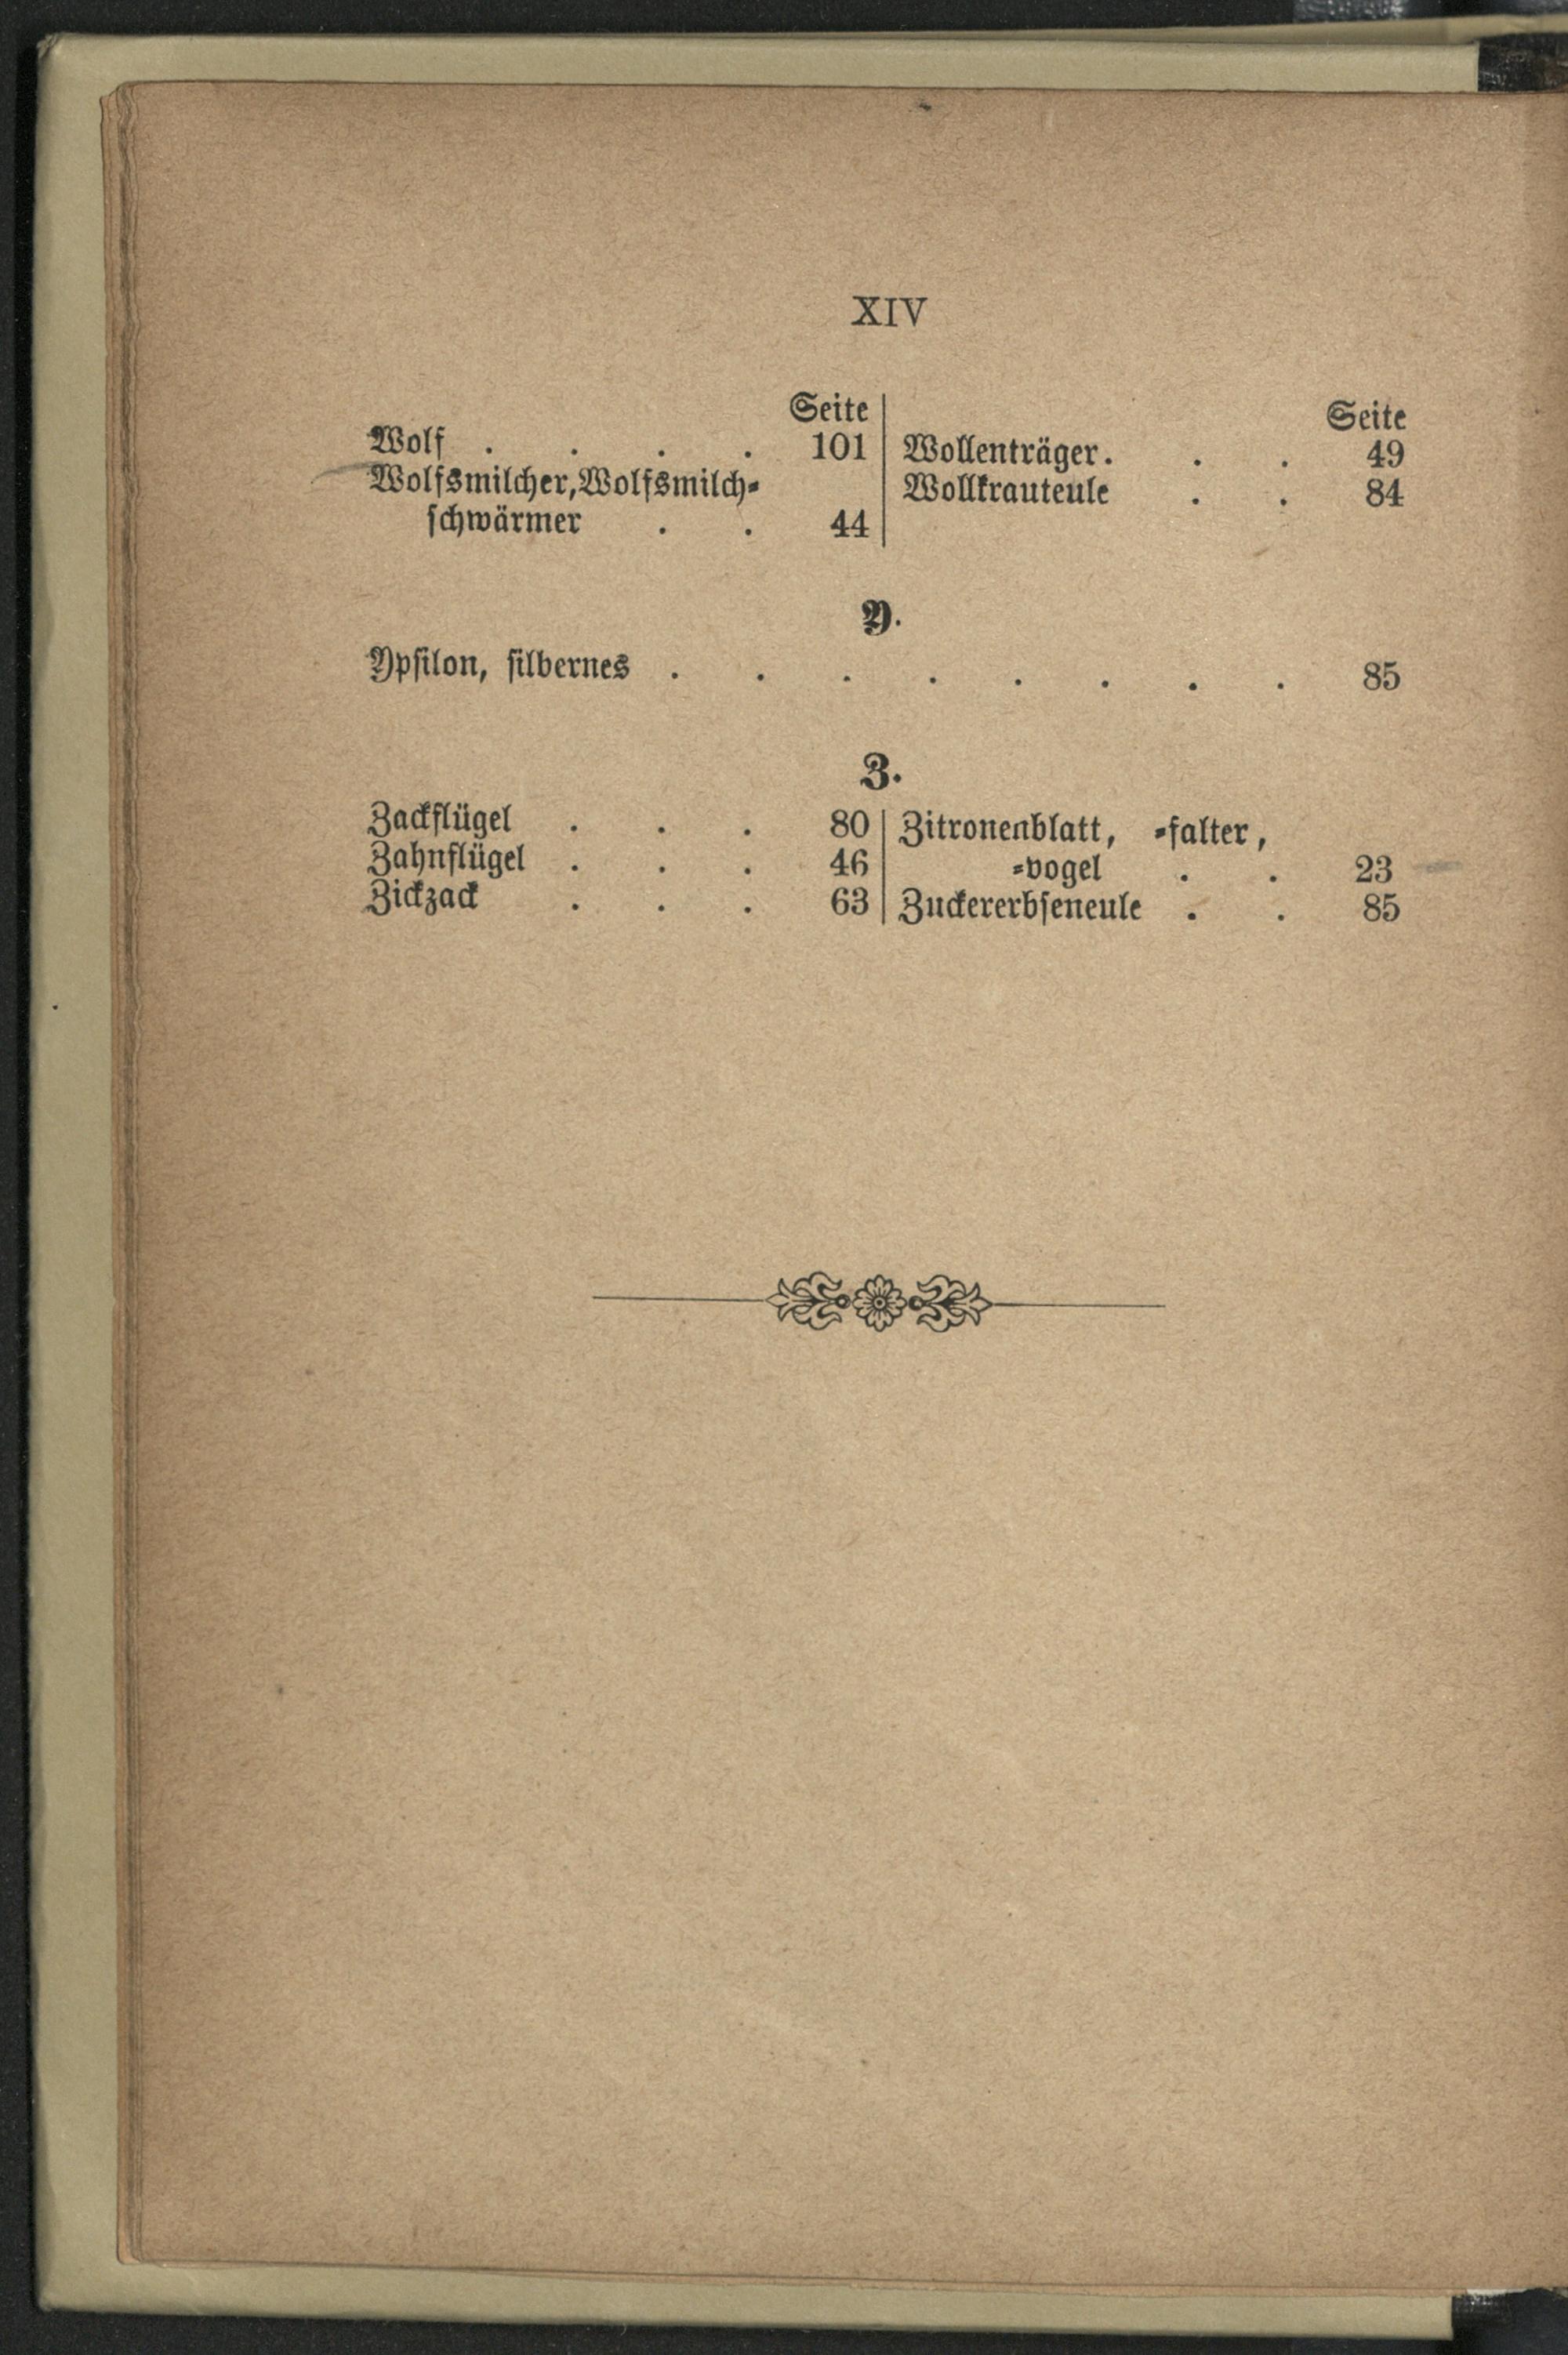 XIV
Seite
Wolf . . . . 101
Wolfsmilcher, Wolfsmilch⸗
ſchwärmer . . 44
Seite
Wollenträger . . . 49
Wollkrauteule . . 84
Y.
Ypſilon, ſilbernes . . . . . . . . 85
Z.
Zackflügel . . . 80
Zahnflügel . . . 46
Zickzack . . . 63
Zitronenblatt, ⸗falter,
⸗vogel . . 23
Zuckererbſeneule . . 85